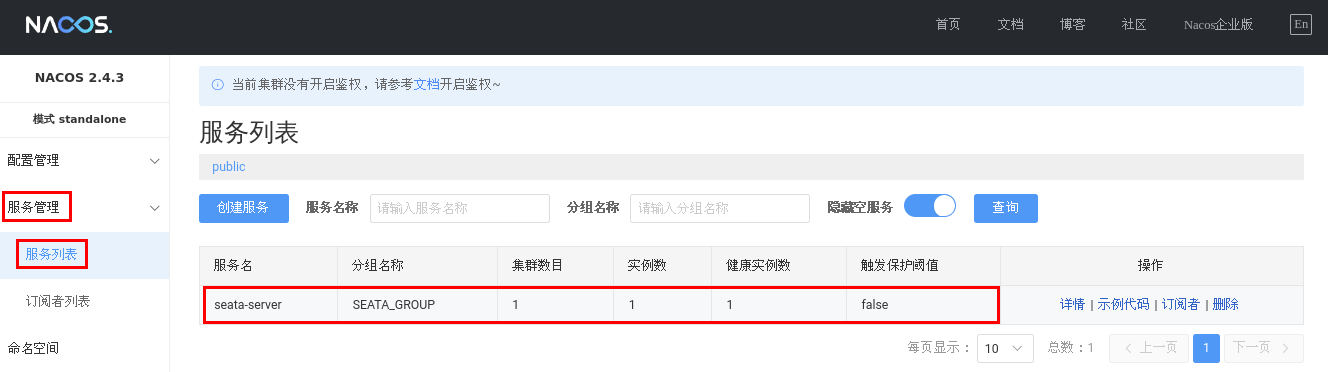 NACOS.
首页 文档 博客 社区 Nacos企业版 En
NACOS 2.4.3
模式 standalone
配置管理
服务管理
服务列表
订阅者列表
命名空间
当前集群没有开启鉴权，请参考文档开启鉴权~
服务列表
public
创建服务 服务名称 请输入服务名称 分组名称 请输入分组名称 隐藏空服务 查询
服务名 分组名称 集群数目 实例数 健康实例数 触发保护阈值 操作
seata-server SEATA_GROUP 1 1 1 false 详情 | 示例代码 | 订阅者 | 删除
每页显示： 10 总数：1 上一页 1 下一页